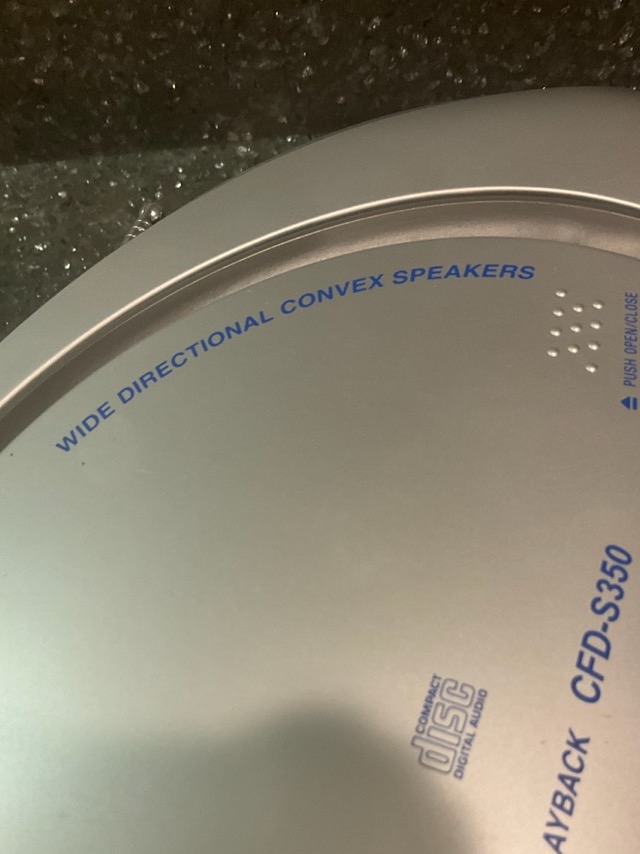 WIDE DIRECTIONAL CONVEX SPEAKERS
PUSH OPEN/CLOSE
COMPACT
disc
DIGITAL AUDIO
AYBACK CFD-S350